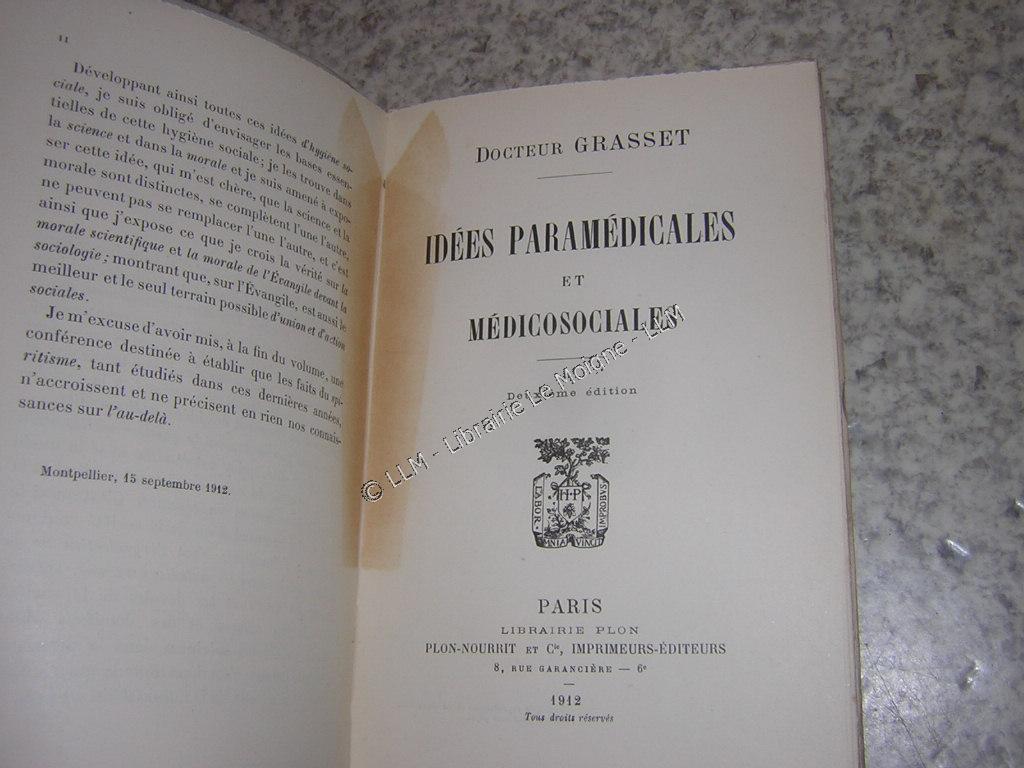 II
Développant ainsi toutes ces idées d'hygiène so-
ciale, je suis obligé d'envisager les bases essen-
tielles de cette hygiène sociale; je les trouve dans
la science et dans la morale et je suis amené à expo-
ser cette idée, qui m'est chère, que la science et la
morale sont distinctes, se complètent l'une l'autre,
ne peuvent pas se remplacer l'une l'autre, et c'est
ainsi que j'expose ce que je crois la vérité sur la
morale scientifique et la morale de l'Évangile devant la
sociologie; montrant que, sur l'Évangile, est aussi le
meilleur et le seul terrain possible d'union et d'action
sociales.
Je m'excuse d'avoir mis, à la fin du volume, une
conférence destinée à établir que les faits du spi-
ritisme, tant étudiés dans ces dernières années,
n'accroissent et ne précisent en rien nos connais-
sances sur l'au-delà.
Montpellier, 15 septembre 1912.
DOCTEUR GRASSET
IDÉES PARAMÉDICALES
ET
MÉDICOSOCIALES
Deuxième édition
H P
LABOR OMNIA VINCIT IMPROBVS
PARIS
LIBRAIRIE PLON
PLON-NOURRIT ET Cie, IMPRIMEURS-ÉDITEURS
8, RUE GARANCIÈRE — 6e
1912
Tous droits réservés
© LLM - Librairie Le Moigne - LLM